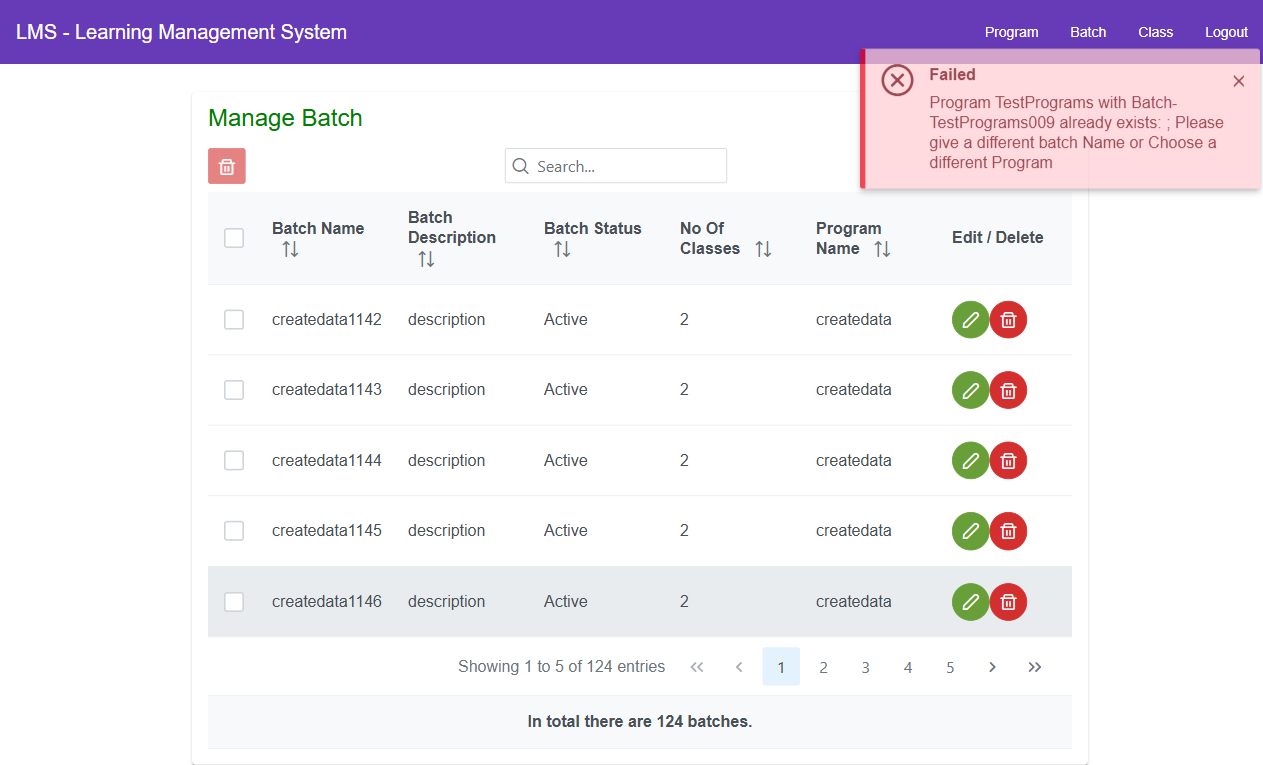 LMS - Learning Management System
Program Batch Class Logout
Failed
Program TestPrograms with Batch-
TestPrograms009 already exists: ; Please
give a different batch Name or Choose a
different Program
Manage Batch
Search...
Batch Name
Batch
Description
Batch Status
No Of
Classes
Program
Name
Edit / Delete
createdata1142 description Active 2 createdata
createdata1143 description Active 2 createdata
createdata1144 description Active 2 createdata
createdata1145 description Active 2 createdata
createdata1146 description Active 2 createdata
Showing 1 to 5 of 124 entries << < 1 2 3 4 5 > >>
In total there are 124 batches.